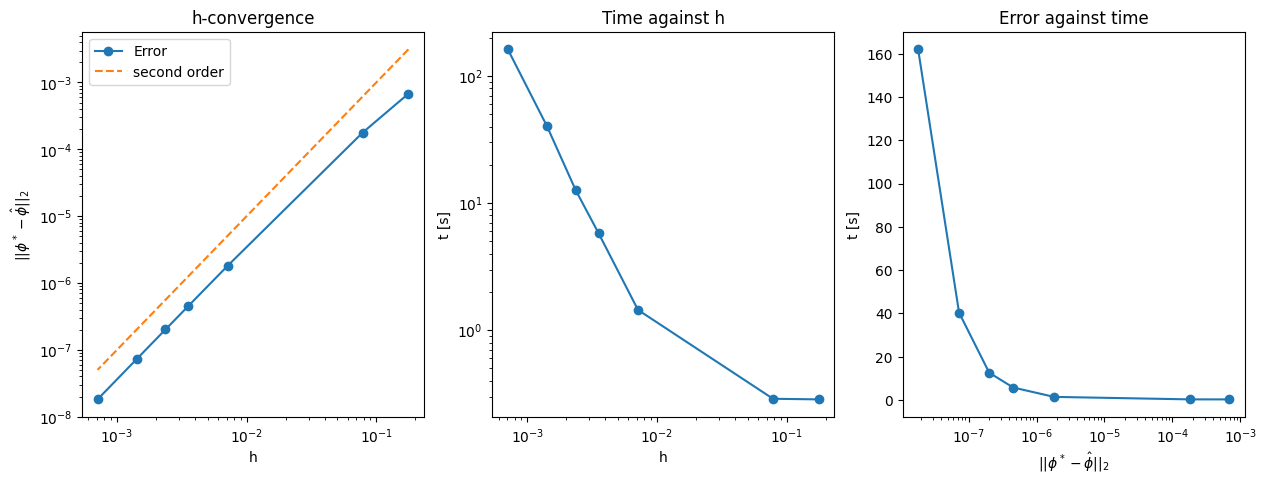 h-convergence
Error
second order
10⁻³
10⁻⁴
10⁻⁵
10⁻⁶
10⁻⁷
10⁻⁸
||ϕ* − ϕ̂||₂
10⁻³ 10⁻² 10⁻¹
h
Time against h
10²
10¹
10⁰
t [s]
10⁻³ 10⁻² 10⁻¹
h
Error against time
160
140
120
100
80
60
40
20
0
t [s]
10⁻⁷ 10⁻⁶ 10⁻⁵ 10⁻⁴ 10⁻³
||ϕ* − ϕ̂||₂